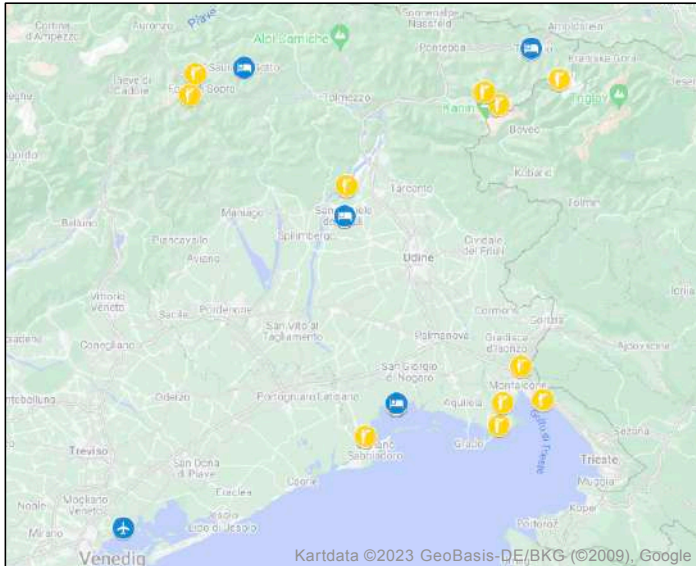 Cortina
d'Ampezzo
Auronzo
Piave
Alpi Carniche
Pontebba
Nassfeld
Kranjska Gora
Pieve di
Cadore
Forni di Sopra
Tolmezzo
Kanin
Triglav
Bovec
Kobarid
Tarcento
Tolmin
Belluno
Maniago
Spilimbergo
Cividale
del Friuli
Piancavallo
Aviano
Udine
Vittorio
Veneto
Cormons
Gorizia
Sacile
Pordenone
San Vito al
Tagliamento
Palmanova
Gradisca
d'Isonzo
Ajdovščina
Conegliano
San Giorgio
di Nogaro
Monfalcone
Oderzo
Portogruaro
Latisana
Aquileia
Grado
Golfo di Trieste
Sežana
Treviso
Lignano
Sabbiadoro
Trieste
Muggia
San Donà
di Piave
Caorle
Eraclea
Koper
Noale
Mogliano
Veneto
Jesolo
Lido di Jesolo
Portorož
Mirano
Venedig
Kartdata ©2023 GeoBasis-DE/BKG (©2009), Google